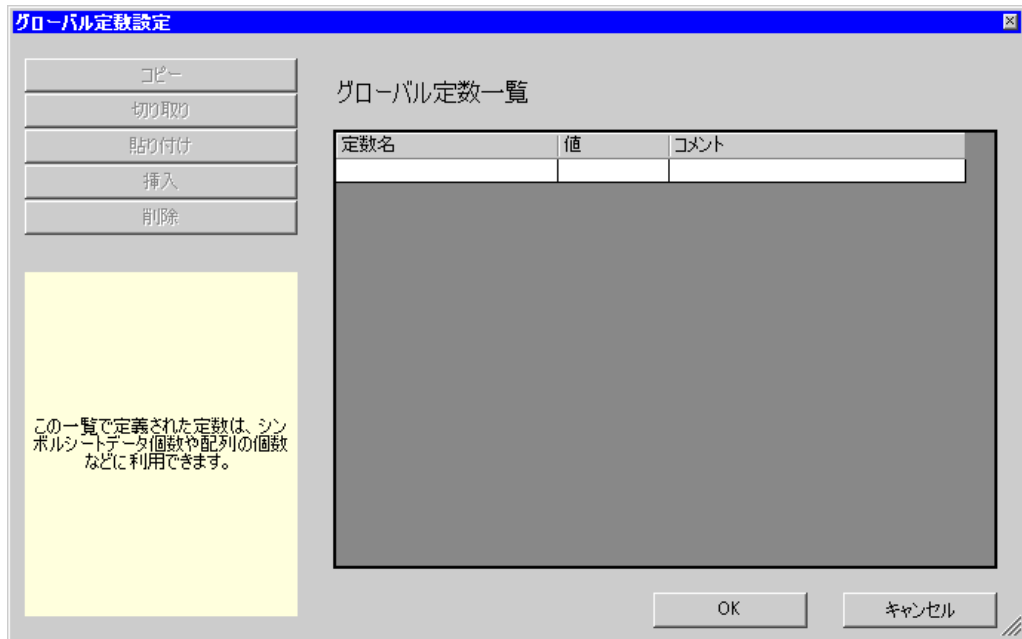 グローバル定数設定
コピー
切り取り
貼り付け
挿入
削除
グローバル定数一覧
定数名 値 コメント
この一覧で定義された定数は、シン
ボルシートデータ個数や配列の個数
などに利用できます。
OK キャンセル